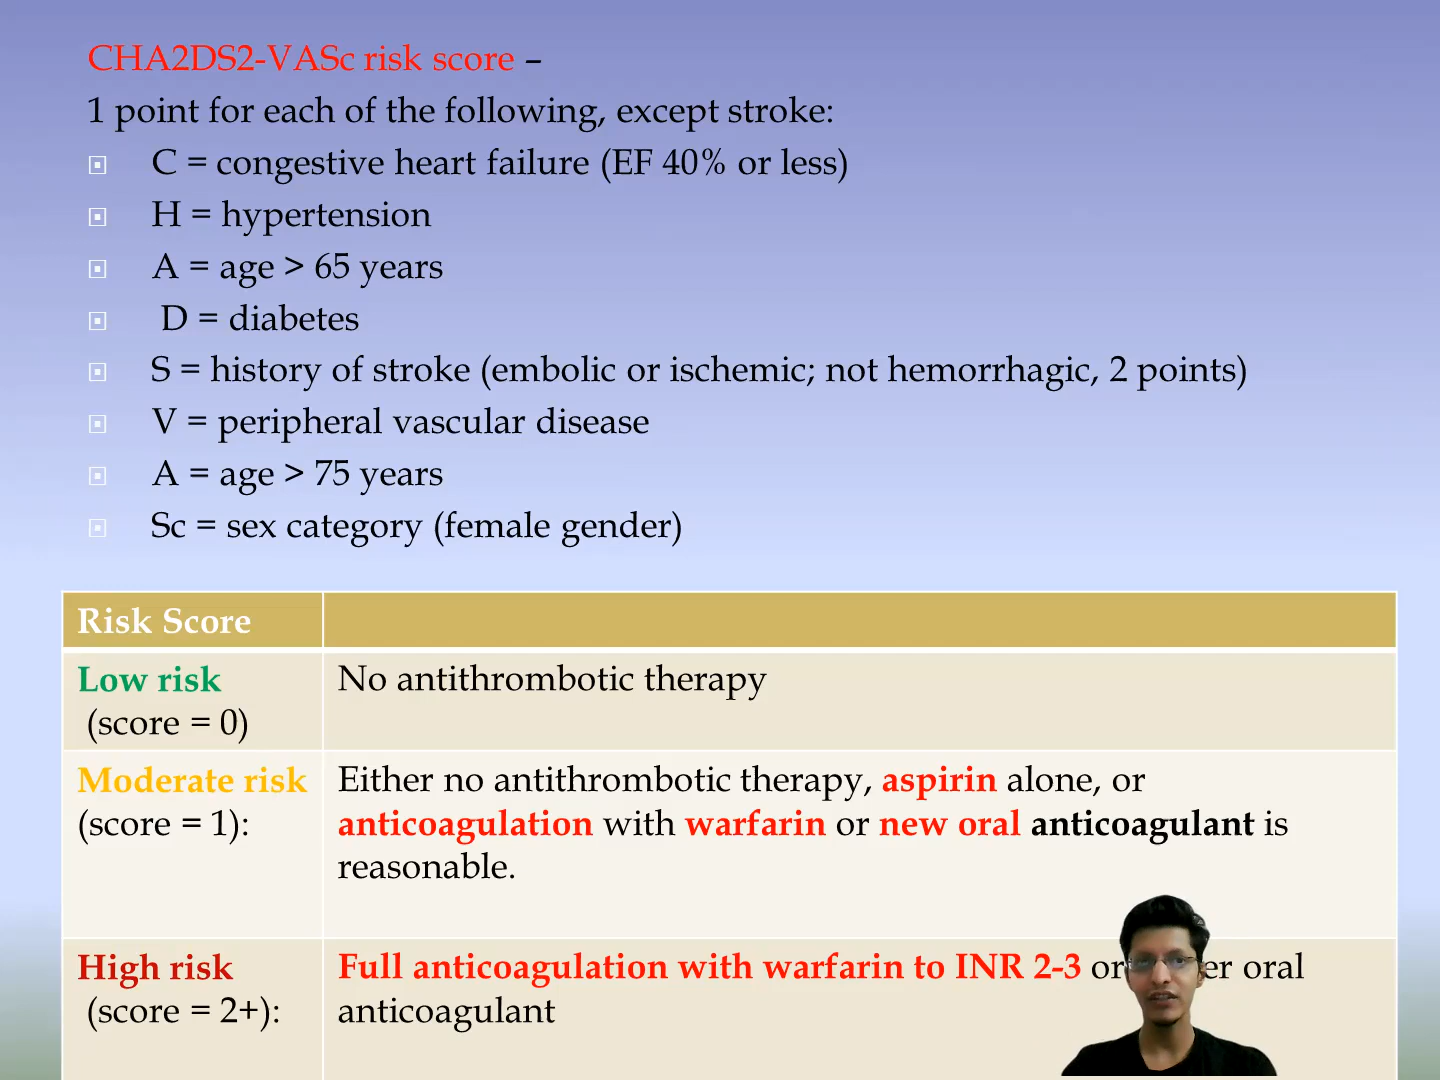 CHA2DS2-VASc risk score –
1 point for each of the following, except stroke:
C = congestive heart failure (EF 40% or less)
H = hypertension
A = age > 65 years
D = diabetes
S = history of stroke (embolic or ischemic; not hemorrhagic, 2 points)
V = peripheral vascular disease
A = age > 75 years
Sc = sex category (female gender)
Risk Score
Low risk
(score = 0)
No antithrombotic therapy
Moderate risk
(score = 1):
Either no antithrombotic therapy, aspirin alone, or
anticoagulation with warfarin or new oral anticoagulant is
reasonable.
High risk
(score = 2+):
Full anticoagulation with warfarin to INR 2-3 or oral
anticoagulant